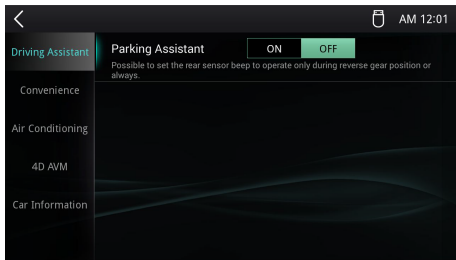 AM 12:01
Driving Assistant
Parking Assistant
ON
OFF
Possible to set the rear sensor beep to operate only during reverse gear position or
always.
Convenience
Air Conditioning
4D AVM
Car Information